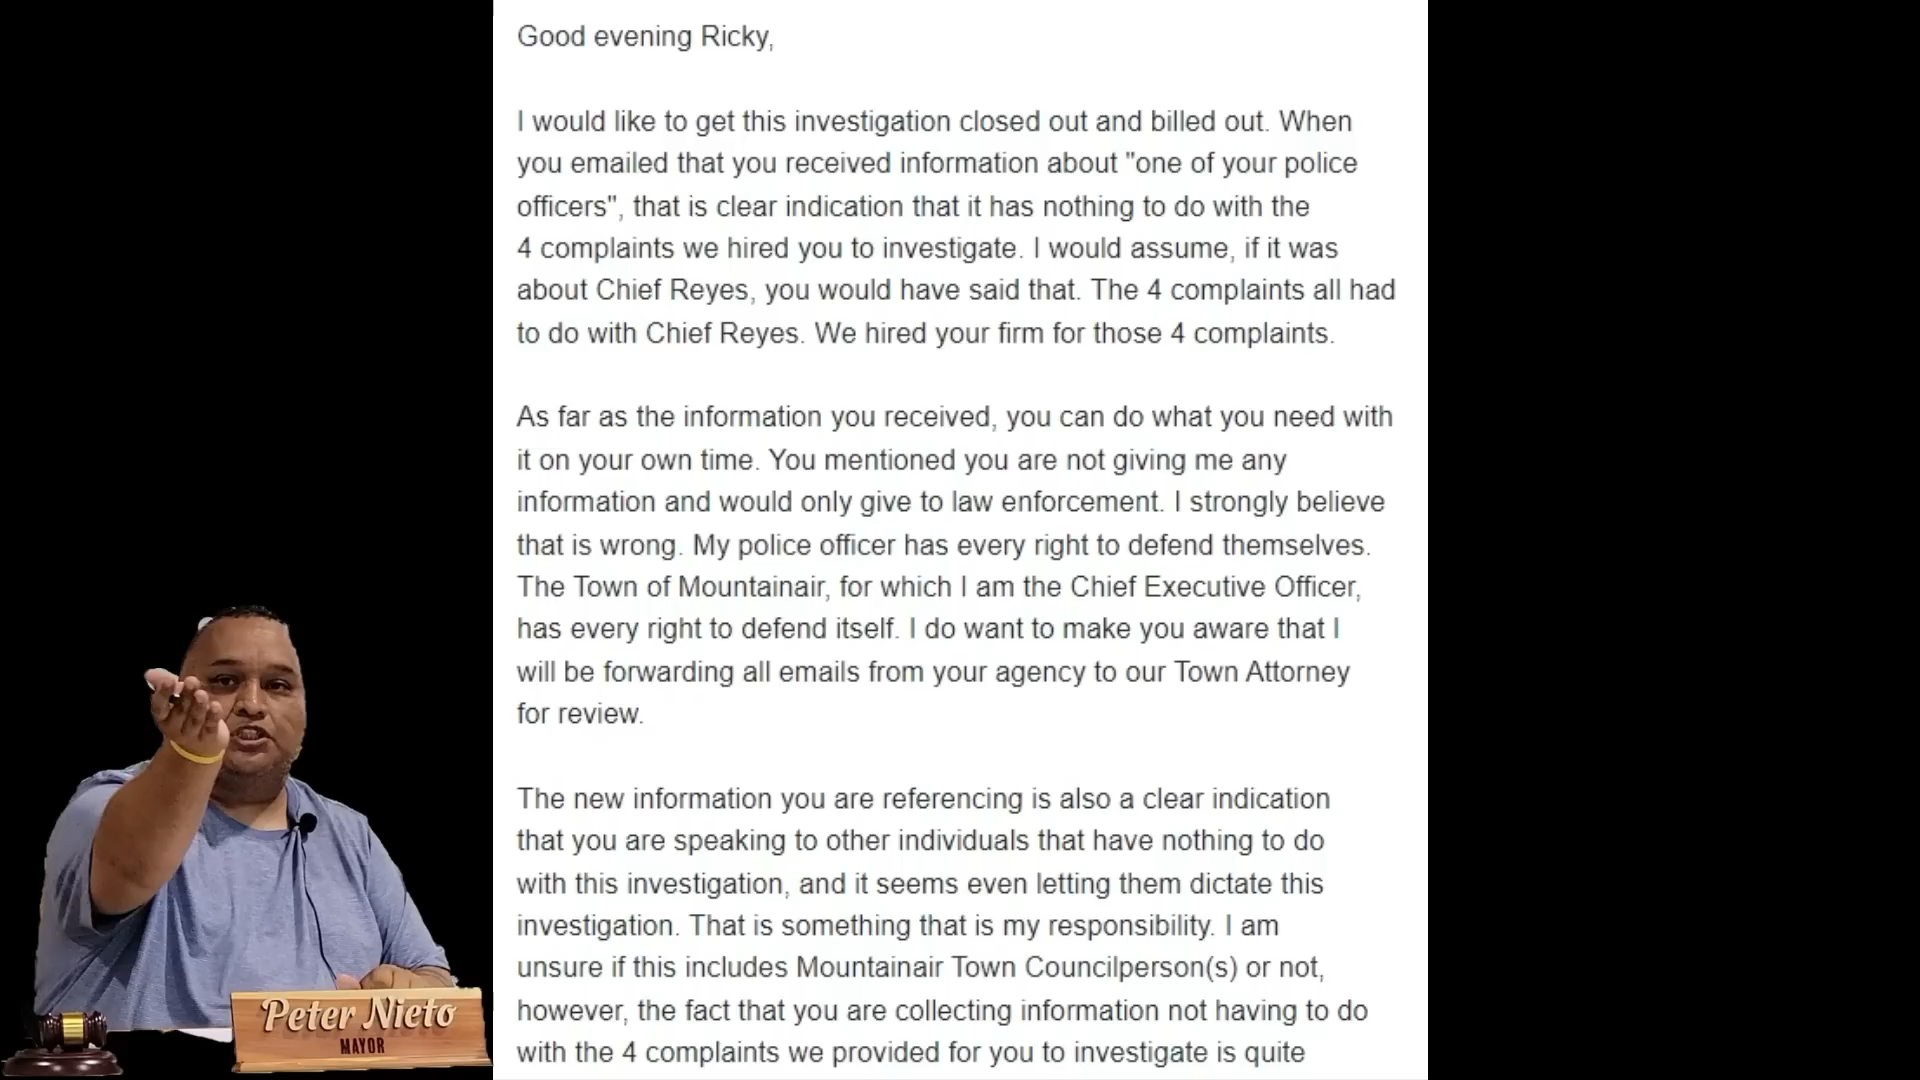 Good evening Ricky,
I would like to get this investigation closed out and billed out. When
you emailed that you received information about "one of your police
officers", that is clear indication that it has nothing to do with the
4 complaints we hired you to investigate. I would assume, if it was
about Chief Reyes, you would have said that. The 4 complaints all had
to do with Chief Reyes. We hired your firm for those 4 complaints.
As far as the information you received, you can do what you need with
it on your own time. You mentioned you are not giving me any
information and would only give to law enforcement. I strongly believe
that is wrong. My police officer has every right to defend themselves.
The Town of Mountainair, for which I am the Chief Executive Officer,
has every right to defend itself. I do want to make you aware that I
will be forwarding all emails from your agency to our Town Attorney
for review.
The new information you are referencing is also a clear indication
that you are speaking to other individuals that have nothing to do
with this investigation, and it seems even letting them dictate this
investigation. That is something that is my responsibility. I am
unsure if this includes Mountainair Town Councilperson(s) or not,
however, the fact that you are collecting information not having to do
with the 4 complaints we provided for you to investigate is quite
Peter Nieto
MAYOR